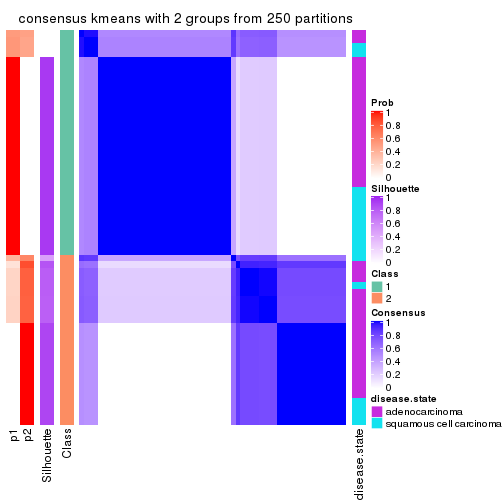 consensus kmeans with 2 groups from 250 partitions
Prob
1
0.8
0.6
0.4
0.2
0
Silhouette
1
0.8
0.6
0.4
0.2
0
Class
1
2
Consensus
1
0.8
0.6
0.4
0.2
0
disease.state
adenocarcinoma
squamous cell carcinoma
p1
p2
Silhouette
Class
disease.state